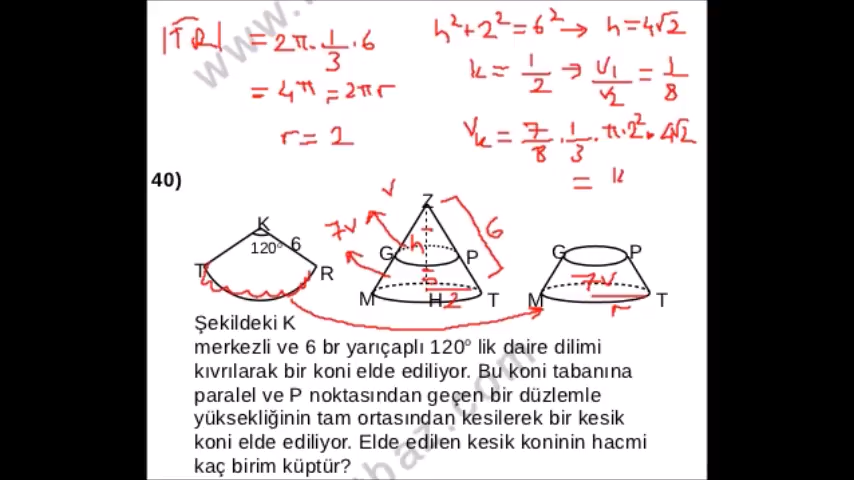 |TR| = 2π·1/3·6
= 4π = 2πr
r = 2
h²+2²=6² → h=4√2
k = 1/2 → V1/V2 = 1/8
Vk = 7/8 · 1/3 · π·2²·4√2
=
40)
K
120° 6
T R
V
7V
Z
h
6
G P
M H 2 T
G P
7V
M r T
Şekildeki K
merkezli ve 6 br yarıçaplı 120° lik daire dilimi
kıvrılarak bir koni elde ediliyor. Bu koni tabanına
paralel ve P noktasından geçen bir düzlemle
yüksekliğinin tam ortasından kesilerek bir kesik
koni elde ediliyor. Elde edilen kesik koninin hacmi
kaç birim küptür?